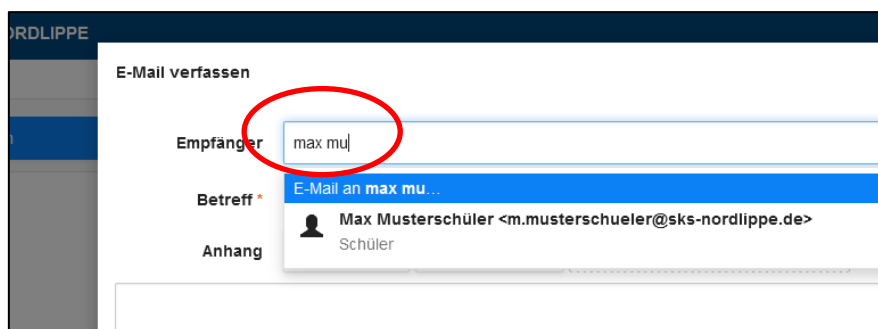 ORDLIPPE
E-Mail verfassen
Empfänger max mu
Betreff *
E-Mail an max mu...
Max Musterschüler <m.musterschueler@sks-nordlippe.de>
Schüler
Anhang